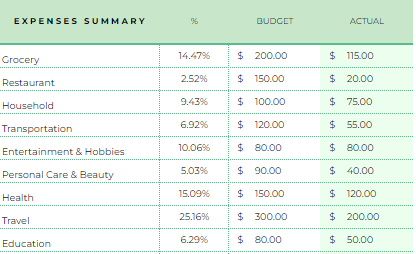 EXPENSES SUMMARY % BUDGET ACTUAL
Grocery 14.47% $ 200.00 $ 115.00
Restaurant 2.52% $ 150.00 $ 20.00
Household 9.43% $ 100.00 $ 75.00
Transportation 6.92% $ 120.00 $ 55.00
Entertainment & Hobbies 10.06% $ 80.00 $ 80.00
Personal Care & Beauty 5.03% $ 90.00 $ 40.00
Health 15.09% $ 150.00 $ 120.00
Travel 25.16% $ 300.00 $ 200.00
Education 6.29% $ 80.00 $ 50.00